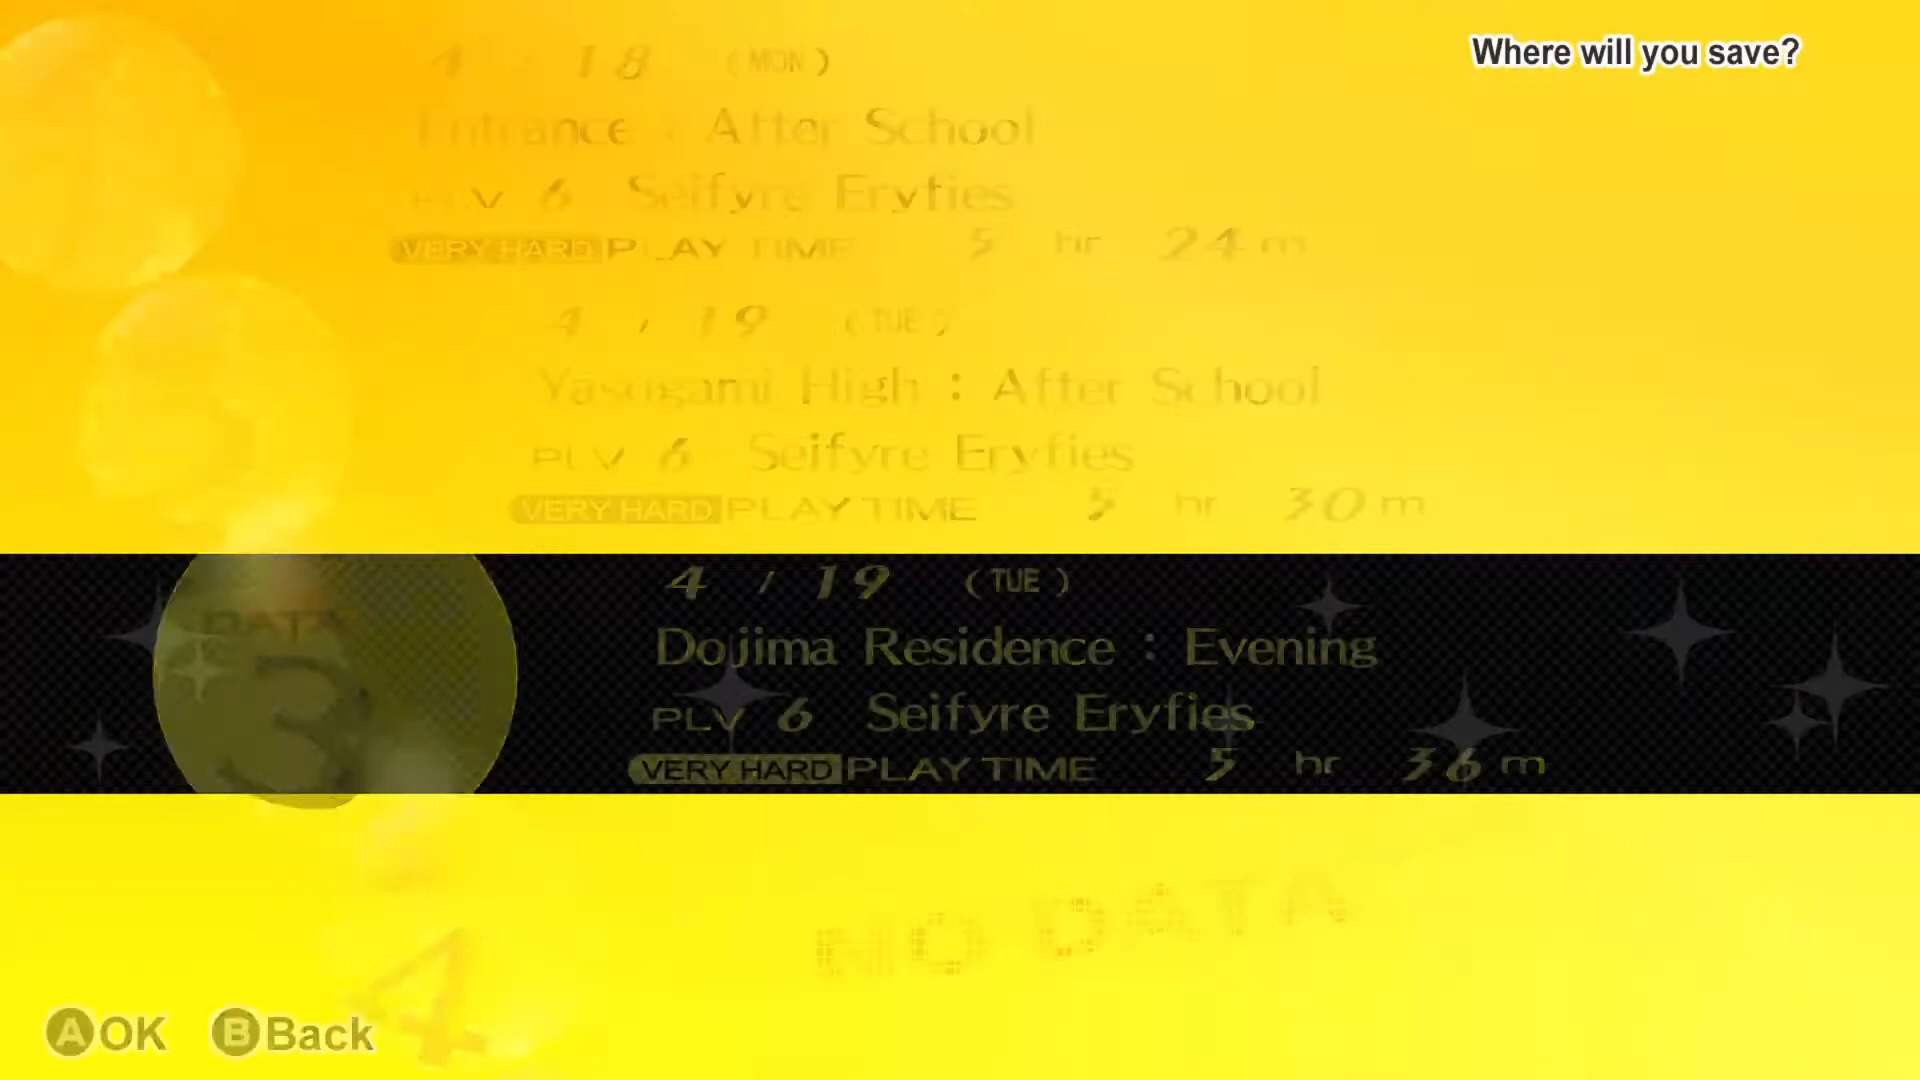 Where will you save?
4 / 18 (MON)
Entrance : After School
PLV 6 Seifyre Eryfies
VERY HARD PLAY TIME 5 hr 24 m
4 / 19 (TUE)
Yasogami High : After School
PLV 6 Seifyre Eryfies
VERY HARD PLAY TIME 5 hr 30 m
DATA
3
4 / 19 (TUE)
Dojima Residence : Evening
PLV 6 Seifyre Eryfies
VERY HARD PLAY TIME 5 hr 36 m
4
NO DATA
A OK B Back